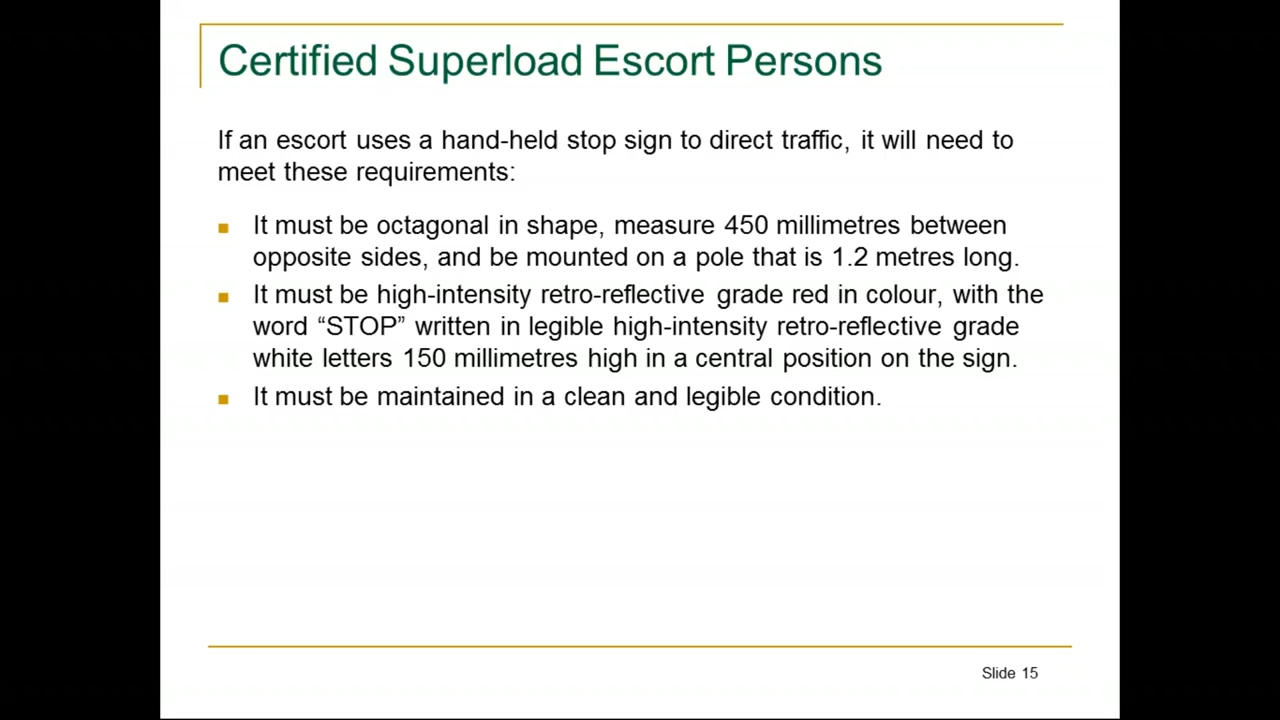 Certified Superload Escort Persons
If an escort uses a hand-held stop sign to direct traffic, it will need to
meet these requirements:
It must be octagonal in shape, measure 450 millimetres between
opposite sides, and be mounted on a pole that is 1.2 metres long.
It must be high-intensity retro-reflective grade red in colour, with the
word “STOP” written in legible high-intensity retro-reflective grade
white letters 150 millimetres high in a central position on the sign.
It must be maintained in a clean and legible condition.
Slide 15